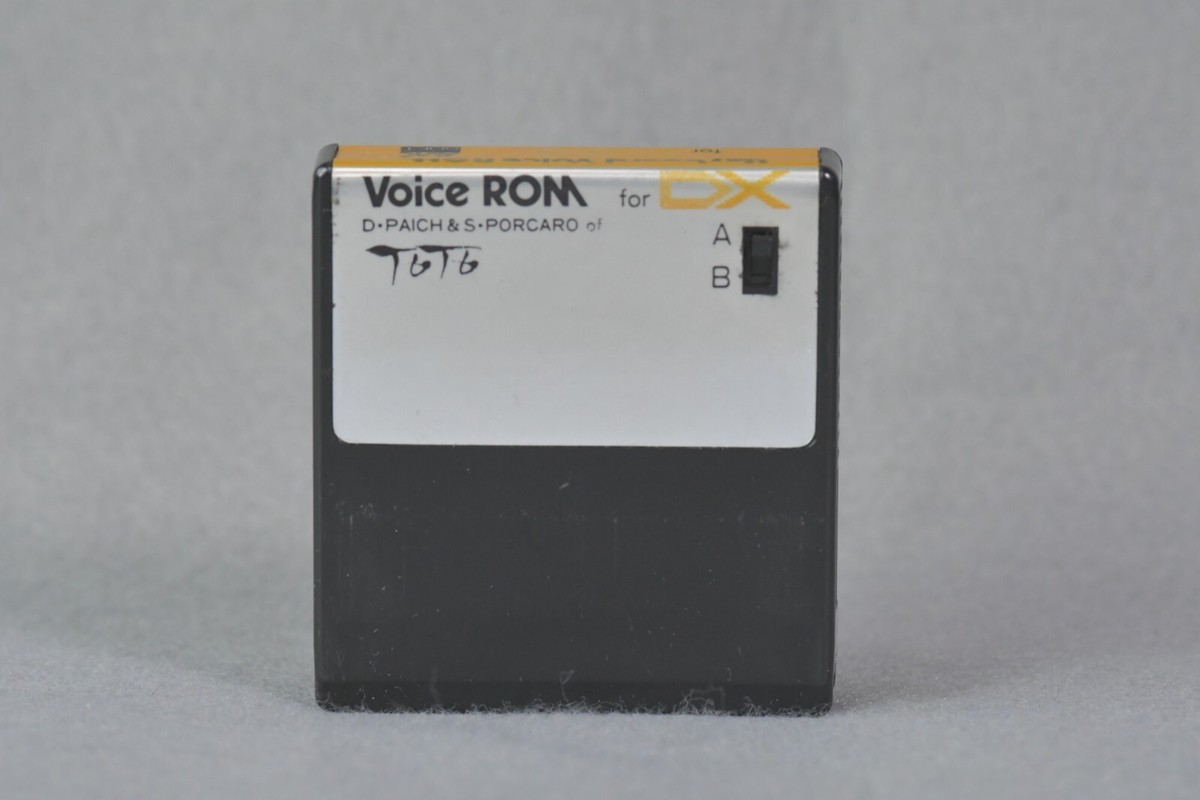 Voice ROM for DX
D·PAICH & S·PORCARO of
TOTO
A
B